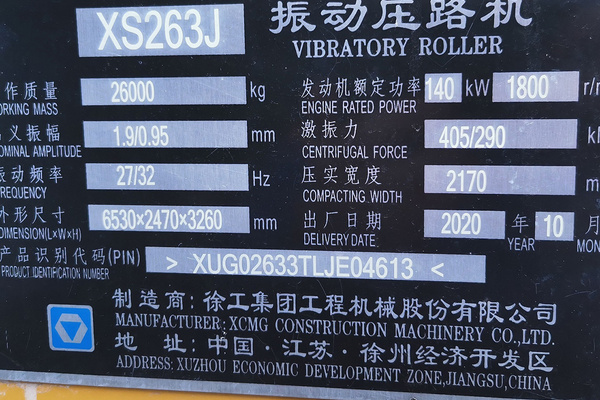 XS263J 振动压路机
VIBRATORY ROLLER
作质量 26000 kg 发动机额定功率 140 kW 1800 r/
ORKING MASS ENGINE RATED POWER
义振幅 1.9/0.95 mm 激振力 405/290 k
OMINAL AMPLITUDE CENTRIFUGAL FORCE
振动频率 27/32 Hz 压实宽度 2170 m
REQUENCY COMPACTING WIDTH
外形尺寸 6530×2470×3260 mm 出厂日期 2020 年 10 月
DIMENSION(L×W×H) DELIVERY DATE YEAR MON
产品识别代码(PIN) > XUG02633TLJE04613 <
PRODUCT IDENTIFICATION NUMBER
制造商:徐工集团工程机械股份有限公司
MANUFACTURER:XCMG CONSTRUCTION MACHINERY CO.,LTD.
地 址:中国·江苏·徐州经济开发区
ADDRESS:XUZHOU ECONOMIC DEVELOPMENT ZONE,JIANGSU,CHINA